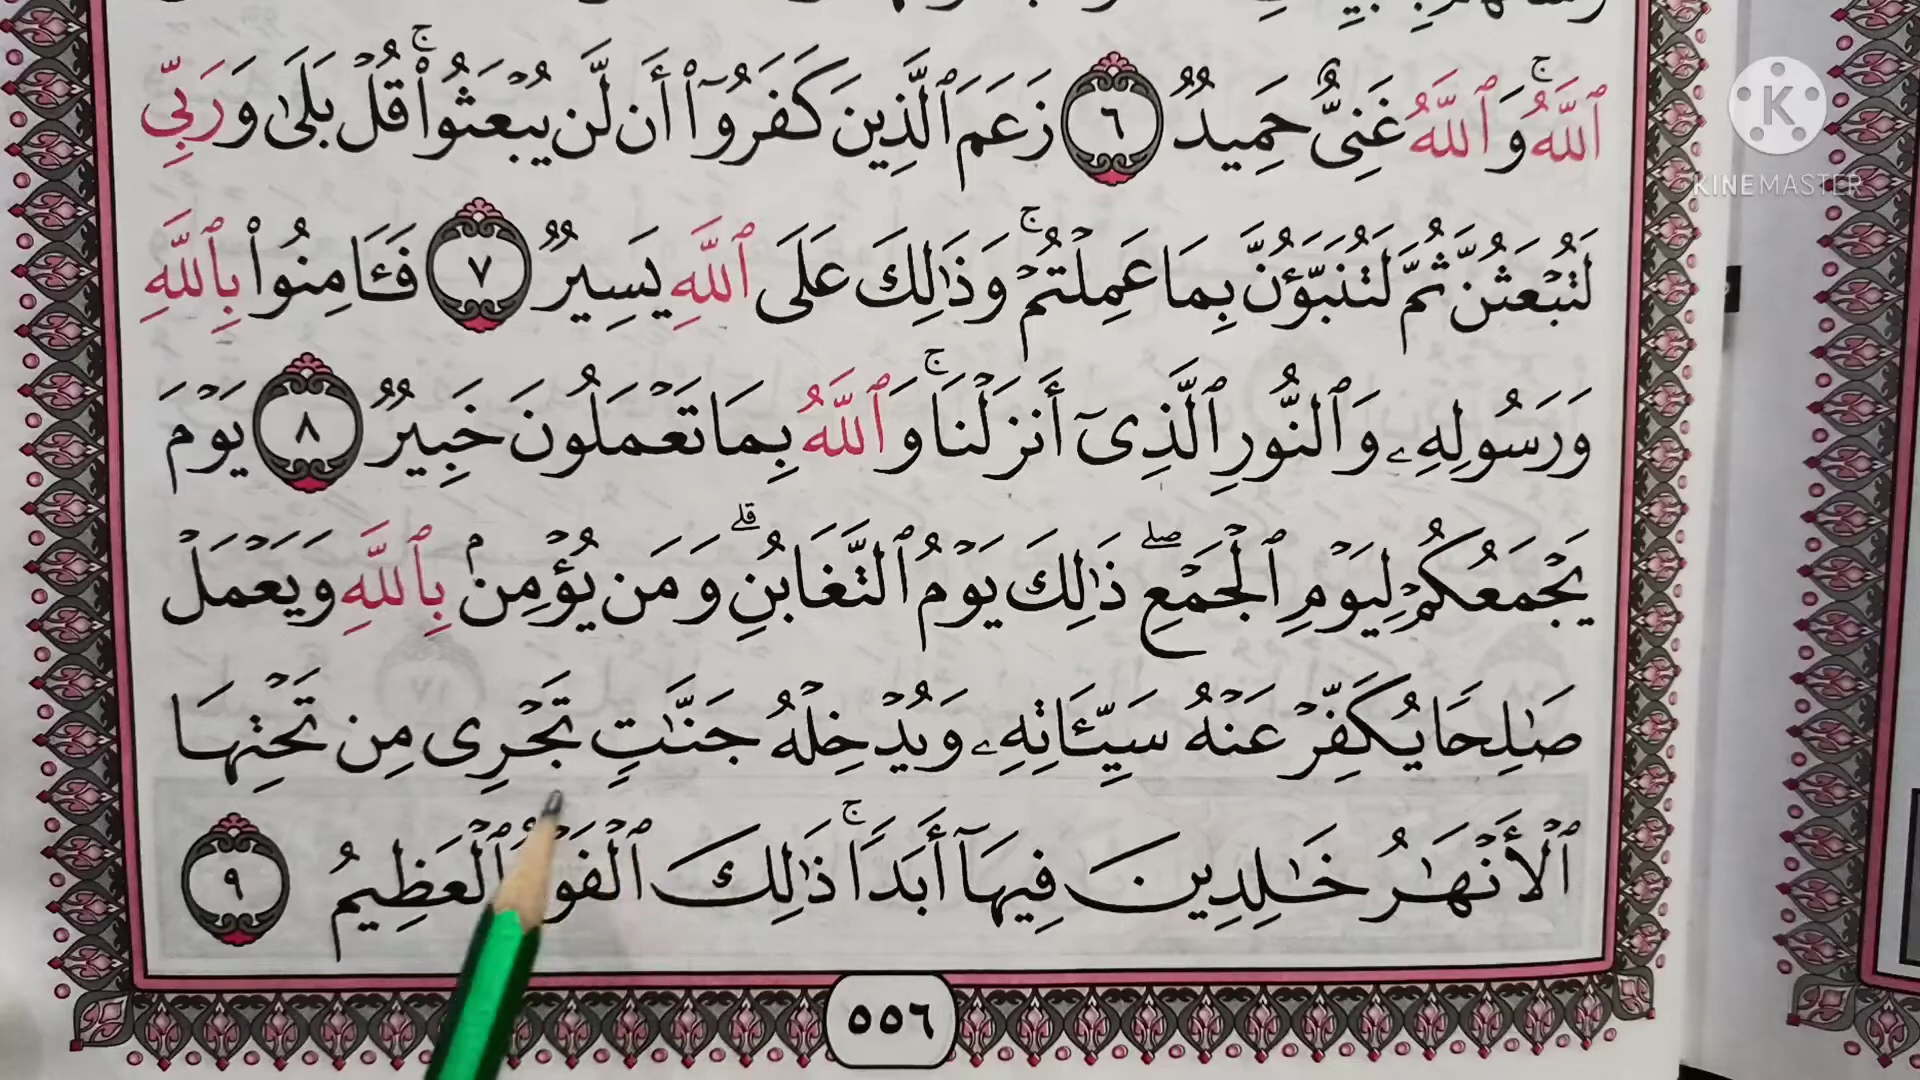 ٱللَّهُۚ وَٱللَّهُ غَنِىٌّ حَمِيدٌ ٦ زَعَمَ ٱلَّذِينَ كَفَرُوٓا۟ أَن لَّن يُبْعَثُوا۟ۚ قُلْ بَلَىٰ وَرَبِّى
لَتُبْعَثُنَّ ثُمَّ لَتُنَبَّؤُنَّ بِمَا عَمِلْتُمْۚ وَذَٰلِكَ عَلَى ٱللَّهِ يَسِيرٌ ٧ فَـَٔامِنُوا۟ بِٱللَّهِ
وَرَسُولِهِۦ وَٱلنُّورِ ٱلَّذِىٓ أَنزَلْنَاۚ وَٱللَّهُ بِمَا تَعْمَلُونَ خَبِيرٌ ٨ يَوْمَ
يَجْمَعُكُمْ لِيَوْمِ ٱلْجَمْعِۖ ذَٰلِكَ يَوْمُ ٱلتَّغَابُنِۗ وَمَن يُؤْمِنۢ بِٱللَّهِ وَيَعْمَلْ
صَٰلِحًا يُكَفِّرْ عَنْهُ سَيِّـَٔاتِهِۦ وَيُدْخِلْهُ جَنَّٰتٍ تَجْرِى مِن تَحْتِهَا
ٱلْأَنْهَٰرُ خَٰلِدِينَ فِيهَآ أَبَدًاۚ ذَٰلِكَ ٱلْفَوْزُ ٱلْعَظِيمُ ٩
٥٥٦
K
KINEMASTER